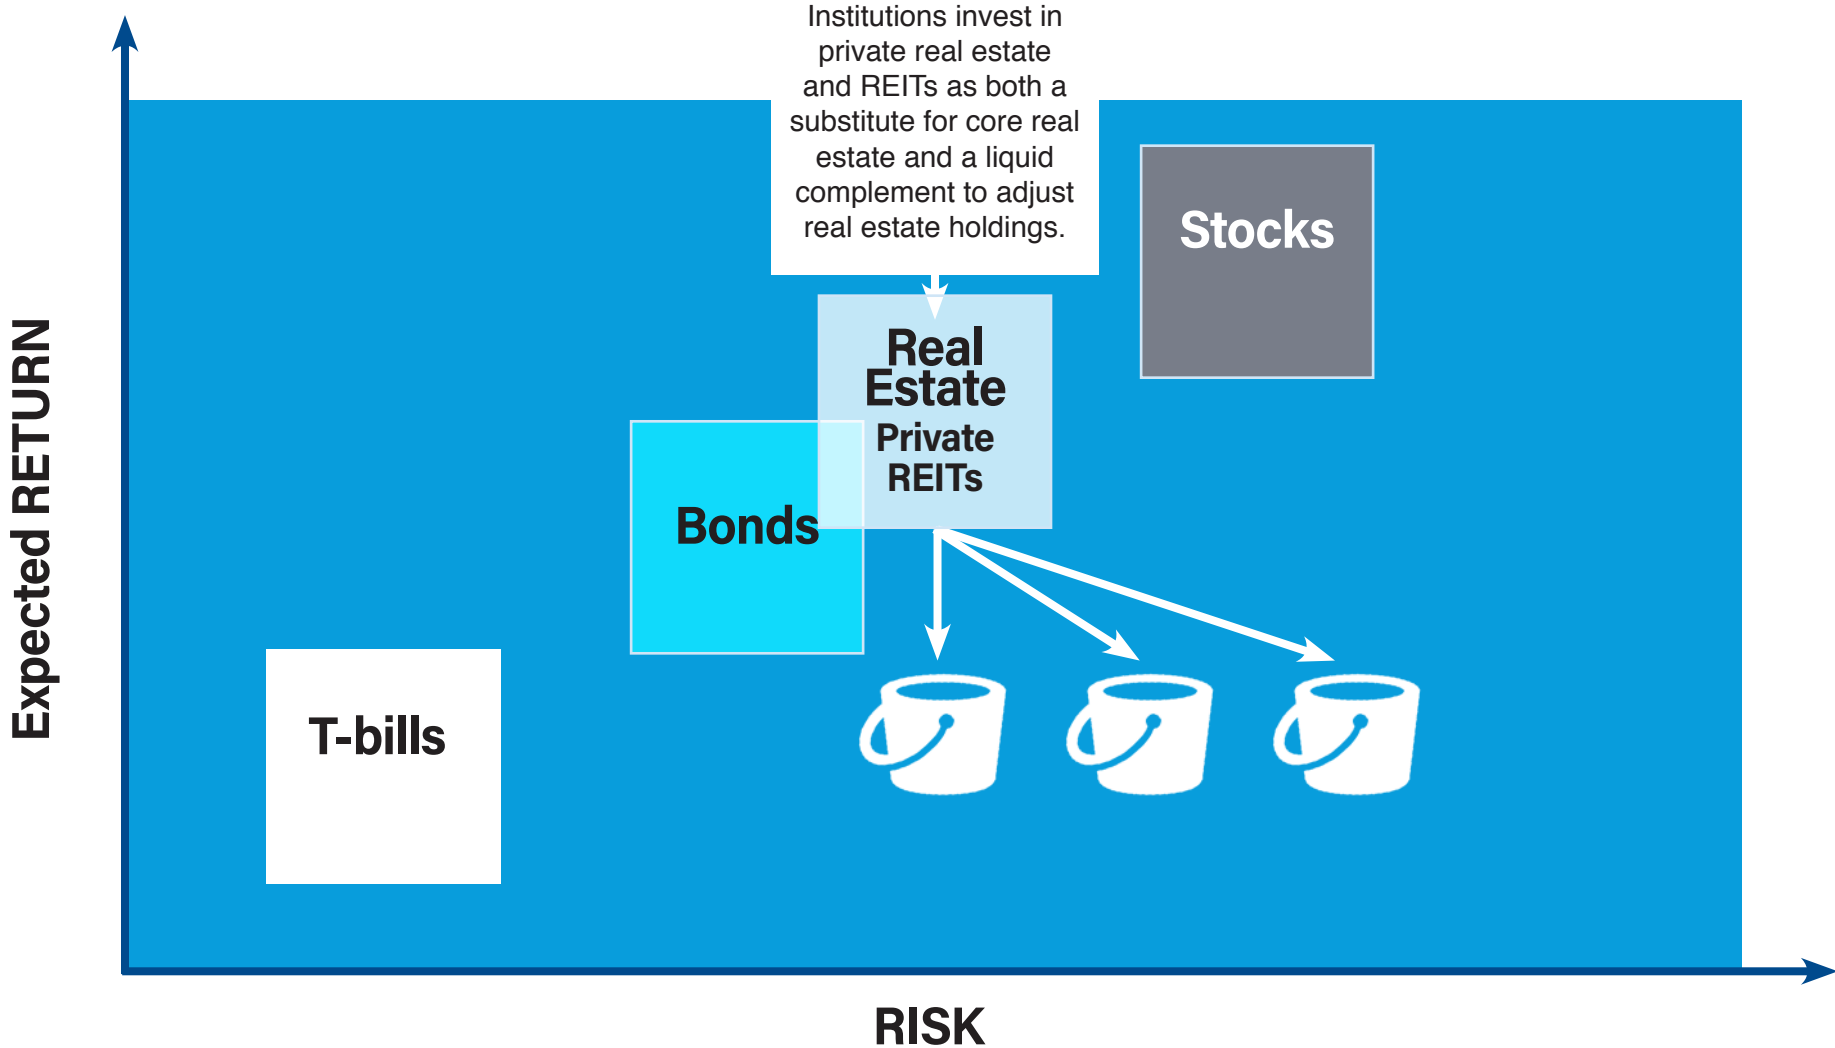 Institutions invest in
private real estate
and REITs as both a
substitute for core real
estate and a liquid
complement to adjust
real estate holdings.
Stocks
Real
Estate
Private
REITs
Bonds
T-bills
Expected RETURN
RISK